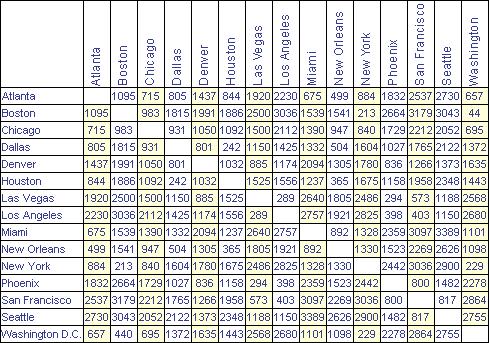 Atlanta Boston Chicago Dallas Denver Houston Las Vegas Los Angeles Miami New Orleans New York Phoenix San Francisco Seattle Washington
Atlanta 1095 715 805 1437 844 1920 2230 675 499 884 1832 2537 2730 657
Boston 1095 983 1815 1991 1886 2500 3036 1539 1541 213 2664 3179 3043 44
Chicago 715 983 931 1050 1092 1500 2112 1390 947 840 1729 2212 2052 695
Dallas 805 1815 931 801 242 1150 1425 1332 504 1604 1027 1765 2122 1372
Denver 1437 1991 1050 801 1032 885 1174 2094 1305 1780 836 1266 1373 1635
Houston 844 1886 1092 242 1032 1525 1556 1237 365 1675 1158 1958 2348 1443
Las Vegas 1920 2500 1500 1150 885 1525 289 2640 1805 2486 294 573 1188 2568
Los Angeles 2230 3036 2112 1425 1174 1556 289 2757 1921 2825 398 403 1150 2680
Miami 675 1539 1390 1332 2094 1237 2640 2757 892 1328 2359 3097 3389 1101
New Orleans 499 1541 947 504 1305 365 1805 1921 892 1330 1523 2269 2626 1098
New York 884 213 840 1604 1780 1675 2486 2825 1328 1330 2442 3036 2900 229
Phoenix 1832 2664 1729 1027 836 1158 294 398 2359 1523 2442 800 1482 2278
San Francisco 2537 3179 2212 1765 1266 1958 573 403 3097 2269 3036 800 817 2864
Seattle 2730 3043 2052 2122 1373 2348 1188 1150 3389 2626 2900 1482 817 2755
Washington D.C. 657 440 695 1372 1635 1443 2568 2680 1101 1098 229 2278 2864 2755